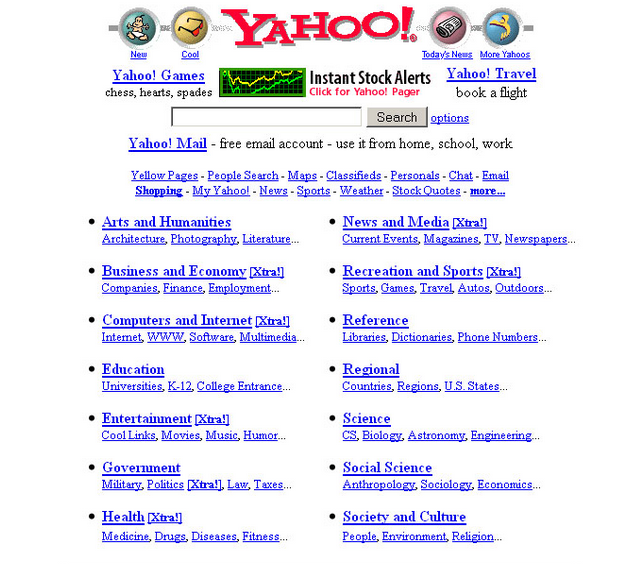 YAHOO!
New Cool Today's News More Yahoos
Yahoo! Games
chess, hearts, spades
Instant Stock Alerts
Click for Yahoo! Pager
Yahoo! Travel
book a flight
Search options
Yahoo! Mail - free email account - use it from home, school, work
Yellow Pages - People Search - Maps - Classifieds - Personals - Chat - Email
Shopping - My Yahoo! - News - Sports - Weather - Stock Quotes - more...
Arts and Humanities
Architecture, Photography, Literature...
Business and Economy [Xtra!]
Companies, Finance, Employment...
Computers and Internet [Xtra!]
Internet, WWW, Software, Multimedia...
Education
Universities, K-12, College Entrance...
Entertainment [Xtra!]
Cool Links, Movies, Music, Humor...
Government
Military, Politics [Xtra!], Law, Taxes...
Health [Xtra!]
Medicine, Drugs, Diseases, Fitness...
News and Media [Xtra!]
Current Events, Magazines, TV, Newspapers...
Recreation and Sports [Xtra!]
Sports, Games, Travel, Autos, Outdoors...
Reference
Libraries, Dictionaries, Phone Numbers...
Regional
Countries, Regions, U.S. States...
Science
CS, Biology, Astronomy, Engineering...
Social Science
Anthropology, Sociology, Economics...
Society and Culture
People, Environment, Religion...